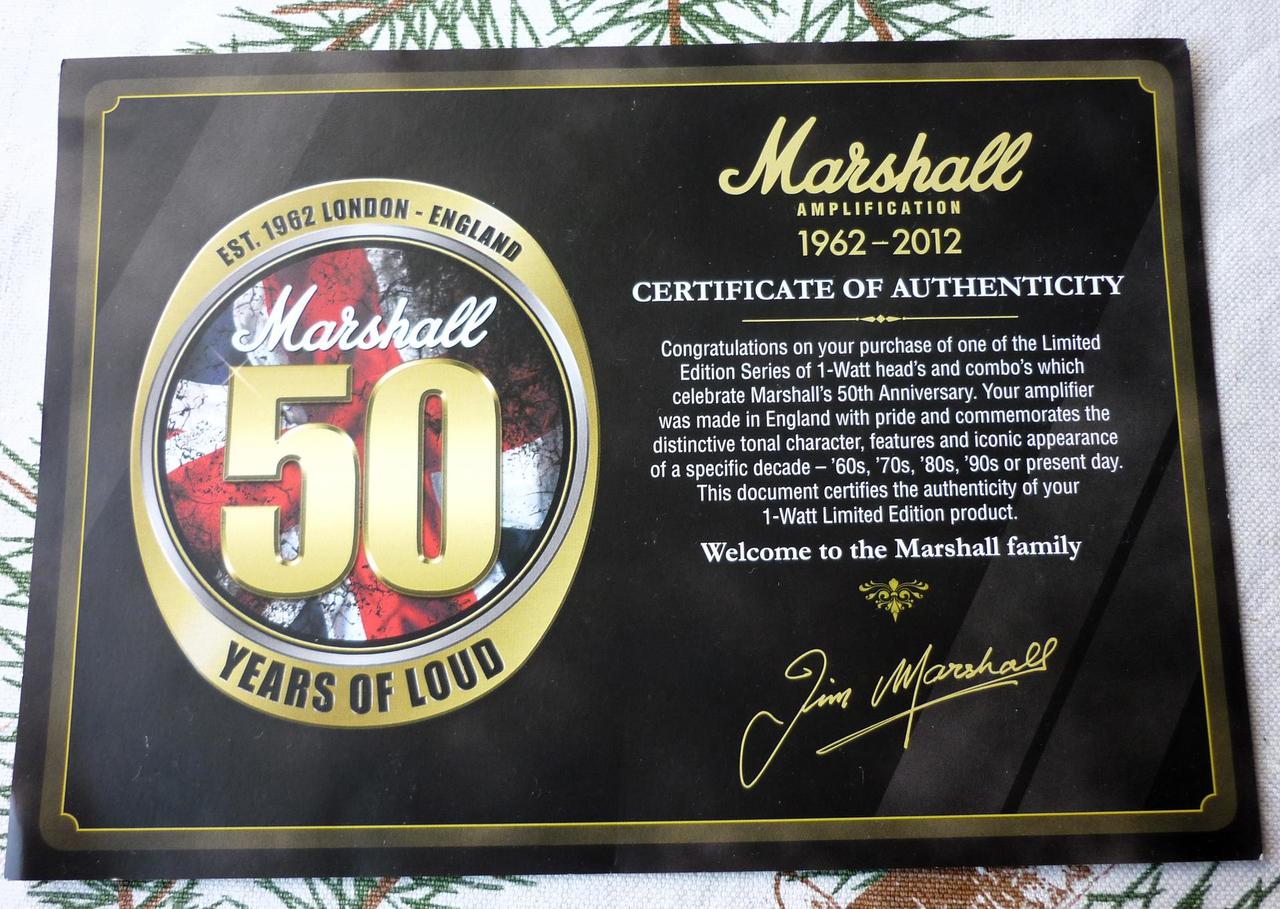 EST. 1962 LONDON - ENGLAND
Marshall
50
YEARS OF LOUD
Marshall
AMPLIFICATION
1962–2012
CERTIFICATE OF AUTHENTICITY
Congratulations on your purchase of one of the Limited
Edition Series of 1-Watt head's and combo's which
celebrate Marshall's 50th Anniversary. Your amplifier
was made in England with pride and commemorates the
distinctive tonal character, features and iconic appearance
of a specific decade – '60s, '70s, '80s, '90s or present day.
This document certifies the authenticity of your
1-Watt Limited Edition product.
Welcome to the Marshall family
Jim Marshall